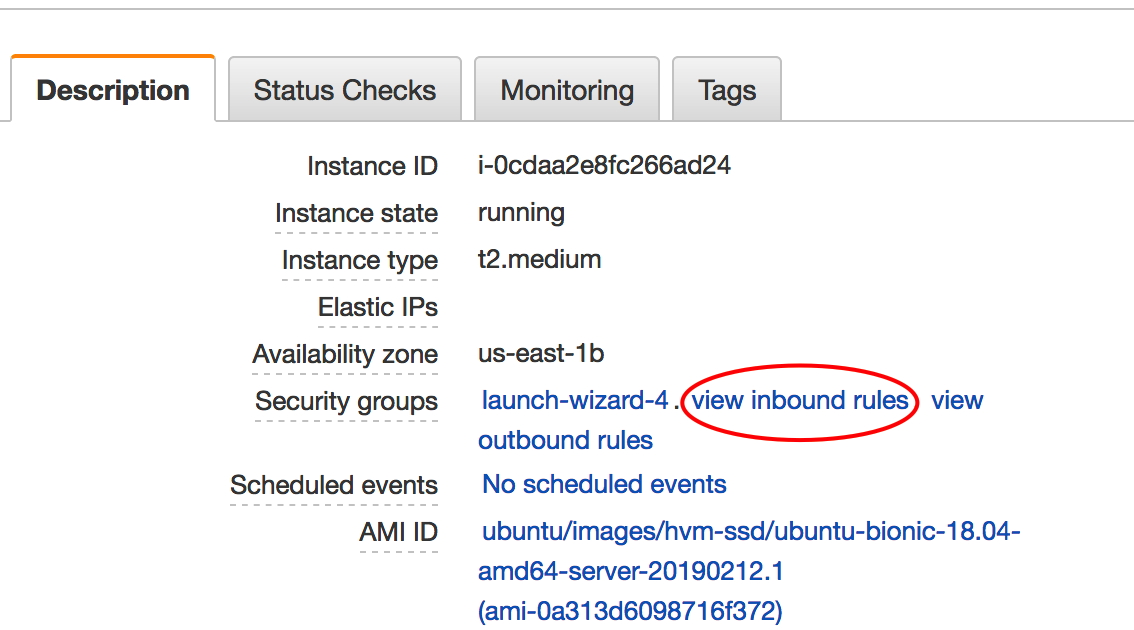 Description Status Checks Monitoring Tags
Instance ID i-0cdaa2e8fc266ad24
Instance state running
Instance type t2.medium
Elastic IPs
Availability zone us-east-1b
Security groups launch-wizard-4. view inbound rules view
outbound rules
Scheduled events No scheduled events
AMI ID ubuntu/images/hvm-ssd/ubuntu-bionic-18.04-
amd64-server-20190212.1
(ami-0a313d6098716f372)